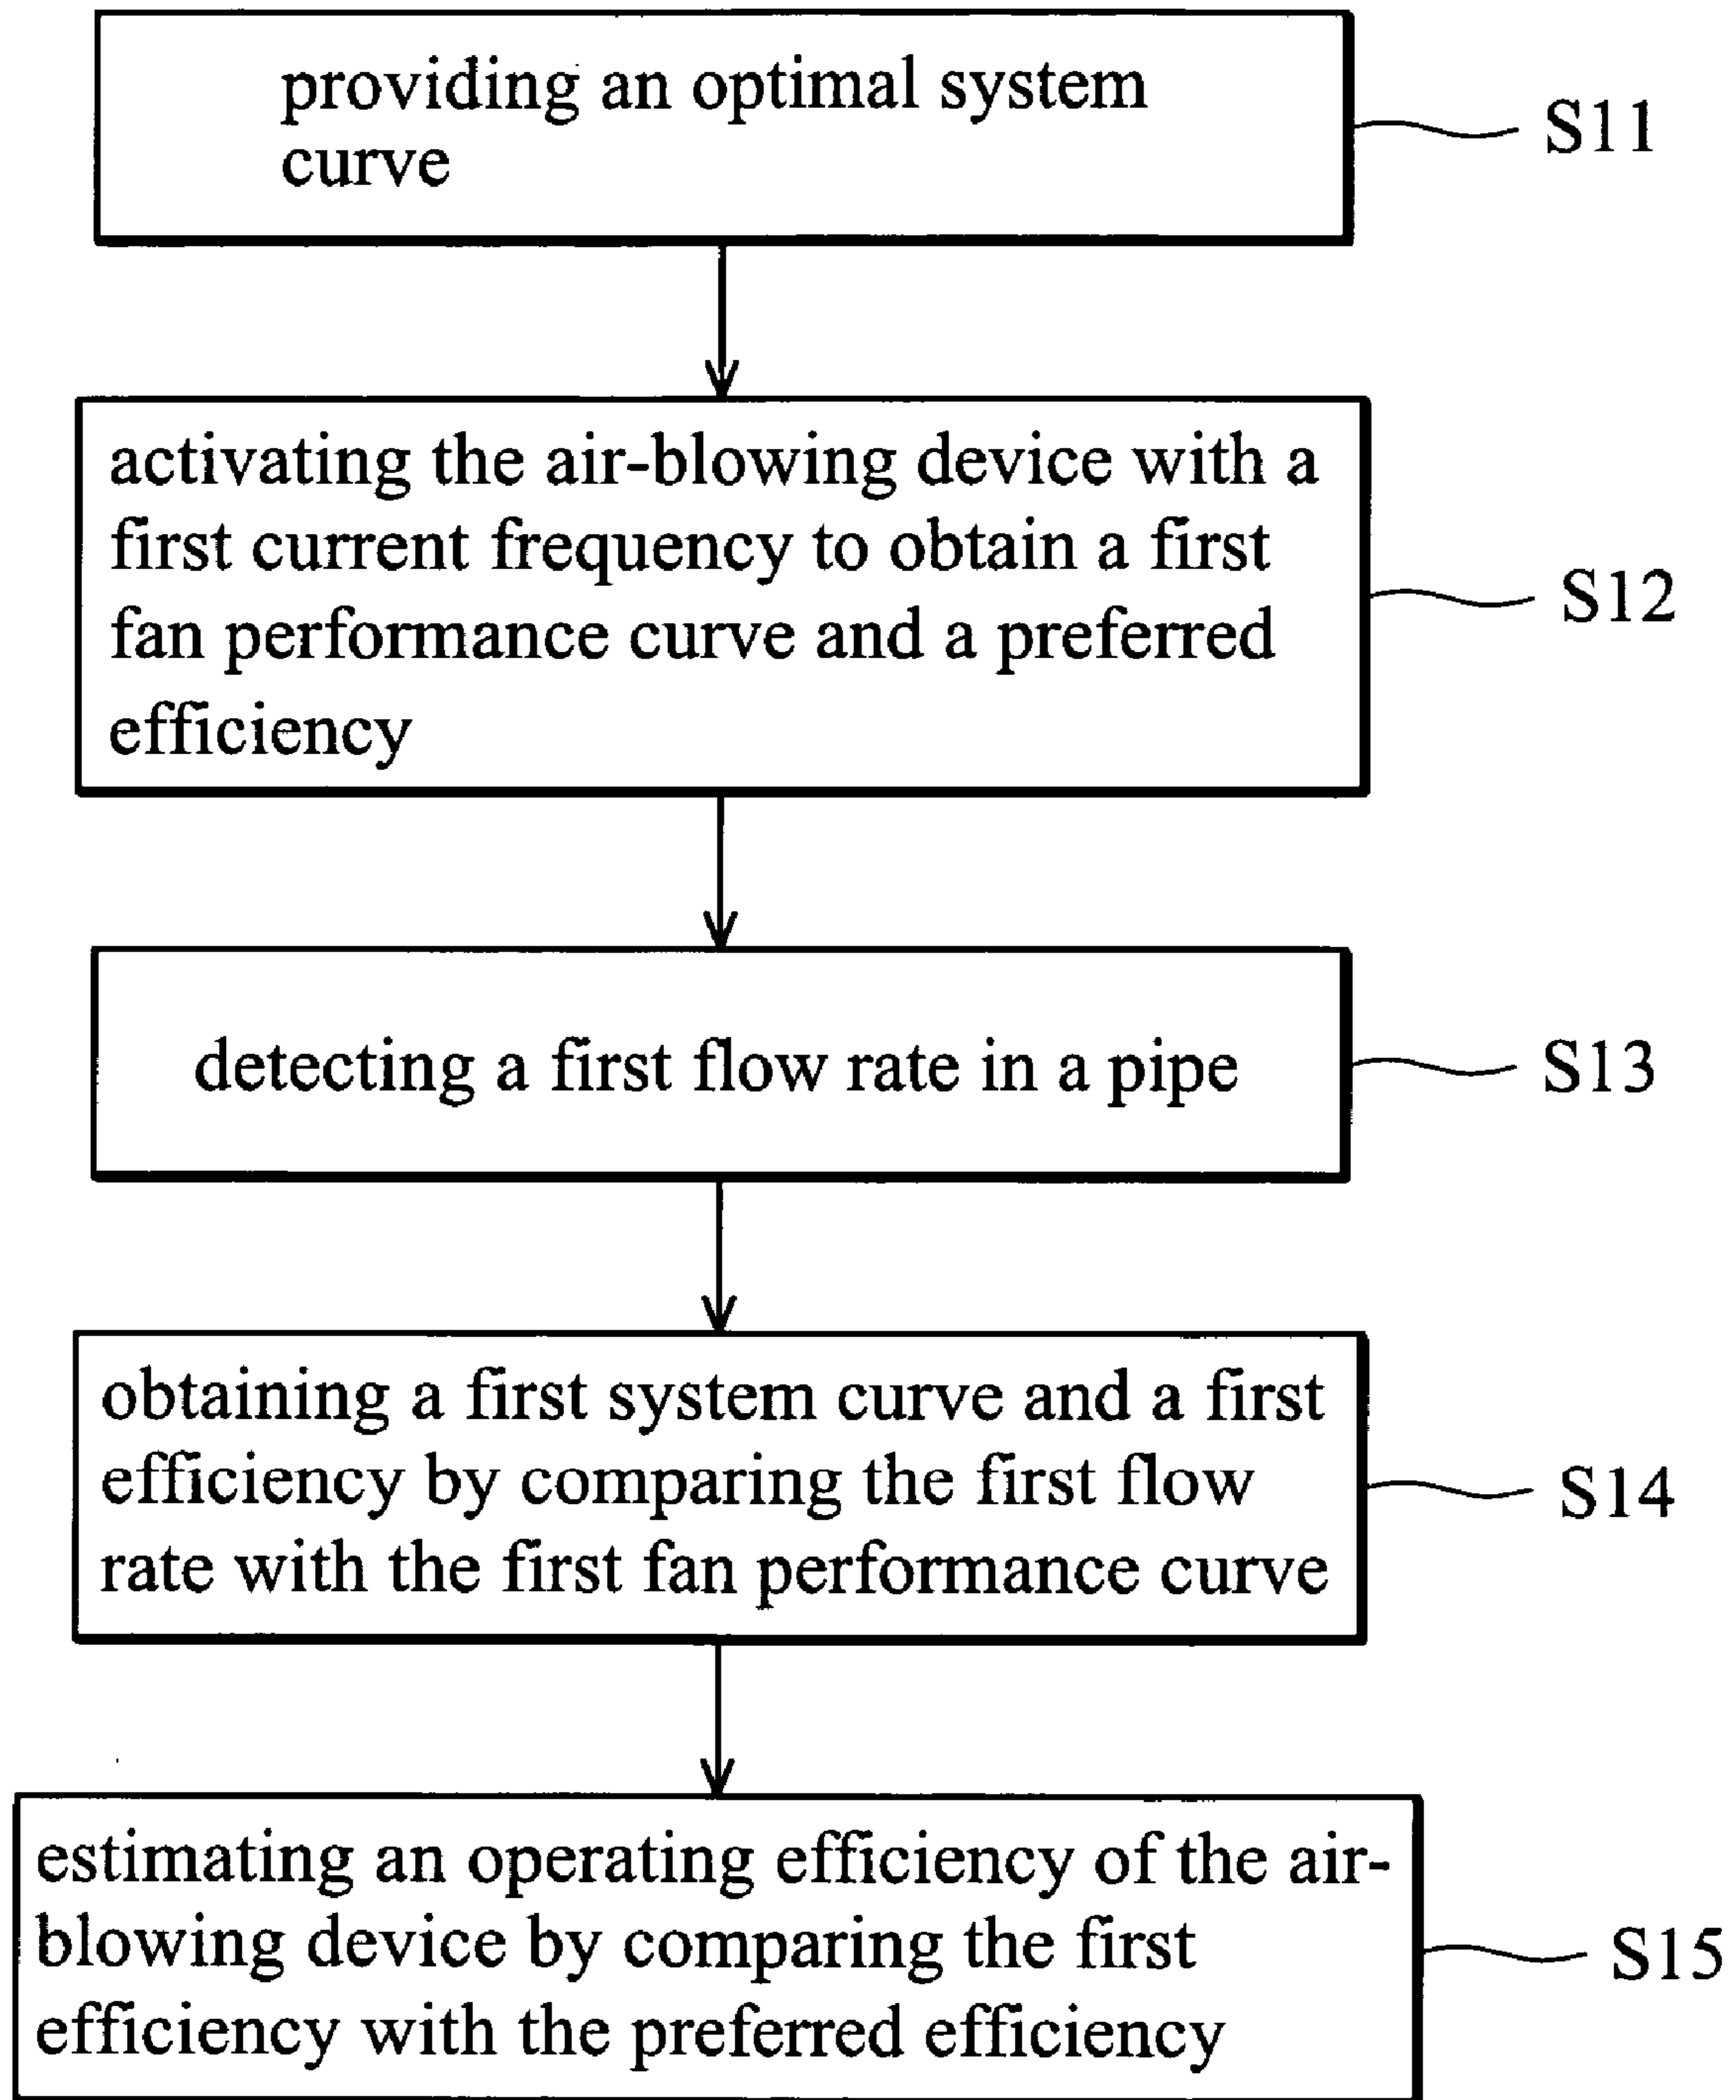 providing an optimal system
curve
S11
activating the air-blowing device with a
first current frequency to obtain a first
fan performance curve and a preferred
efficiency
S12
detecting a first flow rate in a pipe
S13
obtaining a first system curve and a first
efficiency by comparing the first flow
rate with the first fan performance curve
S14
estimating an operating efficiency of the air-
blowing device by comparing the first
efficiency with the preferred efficiency
S15